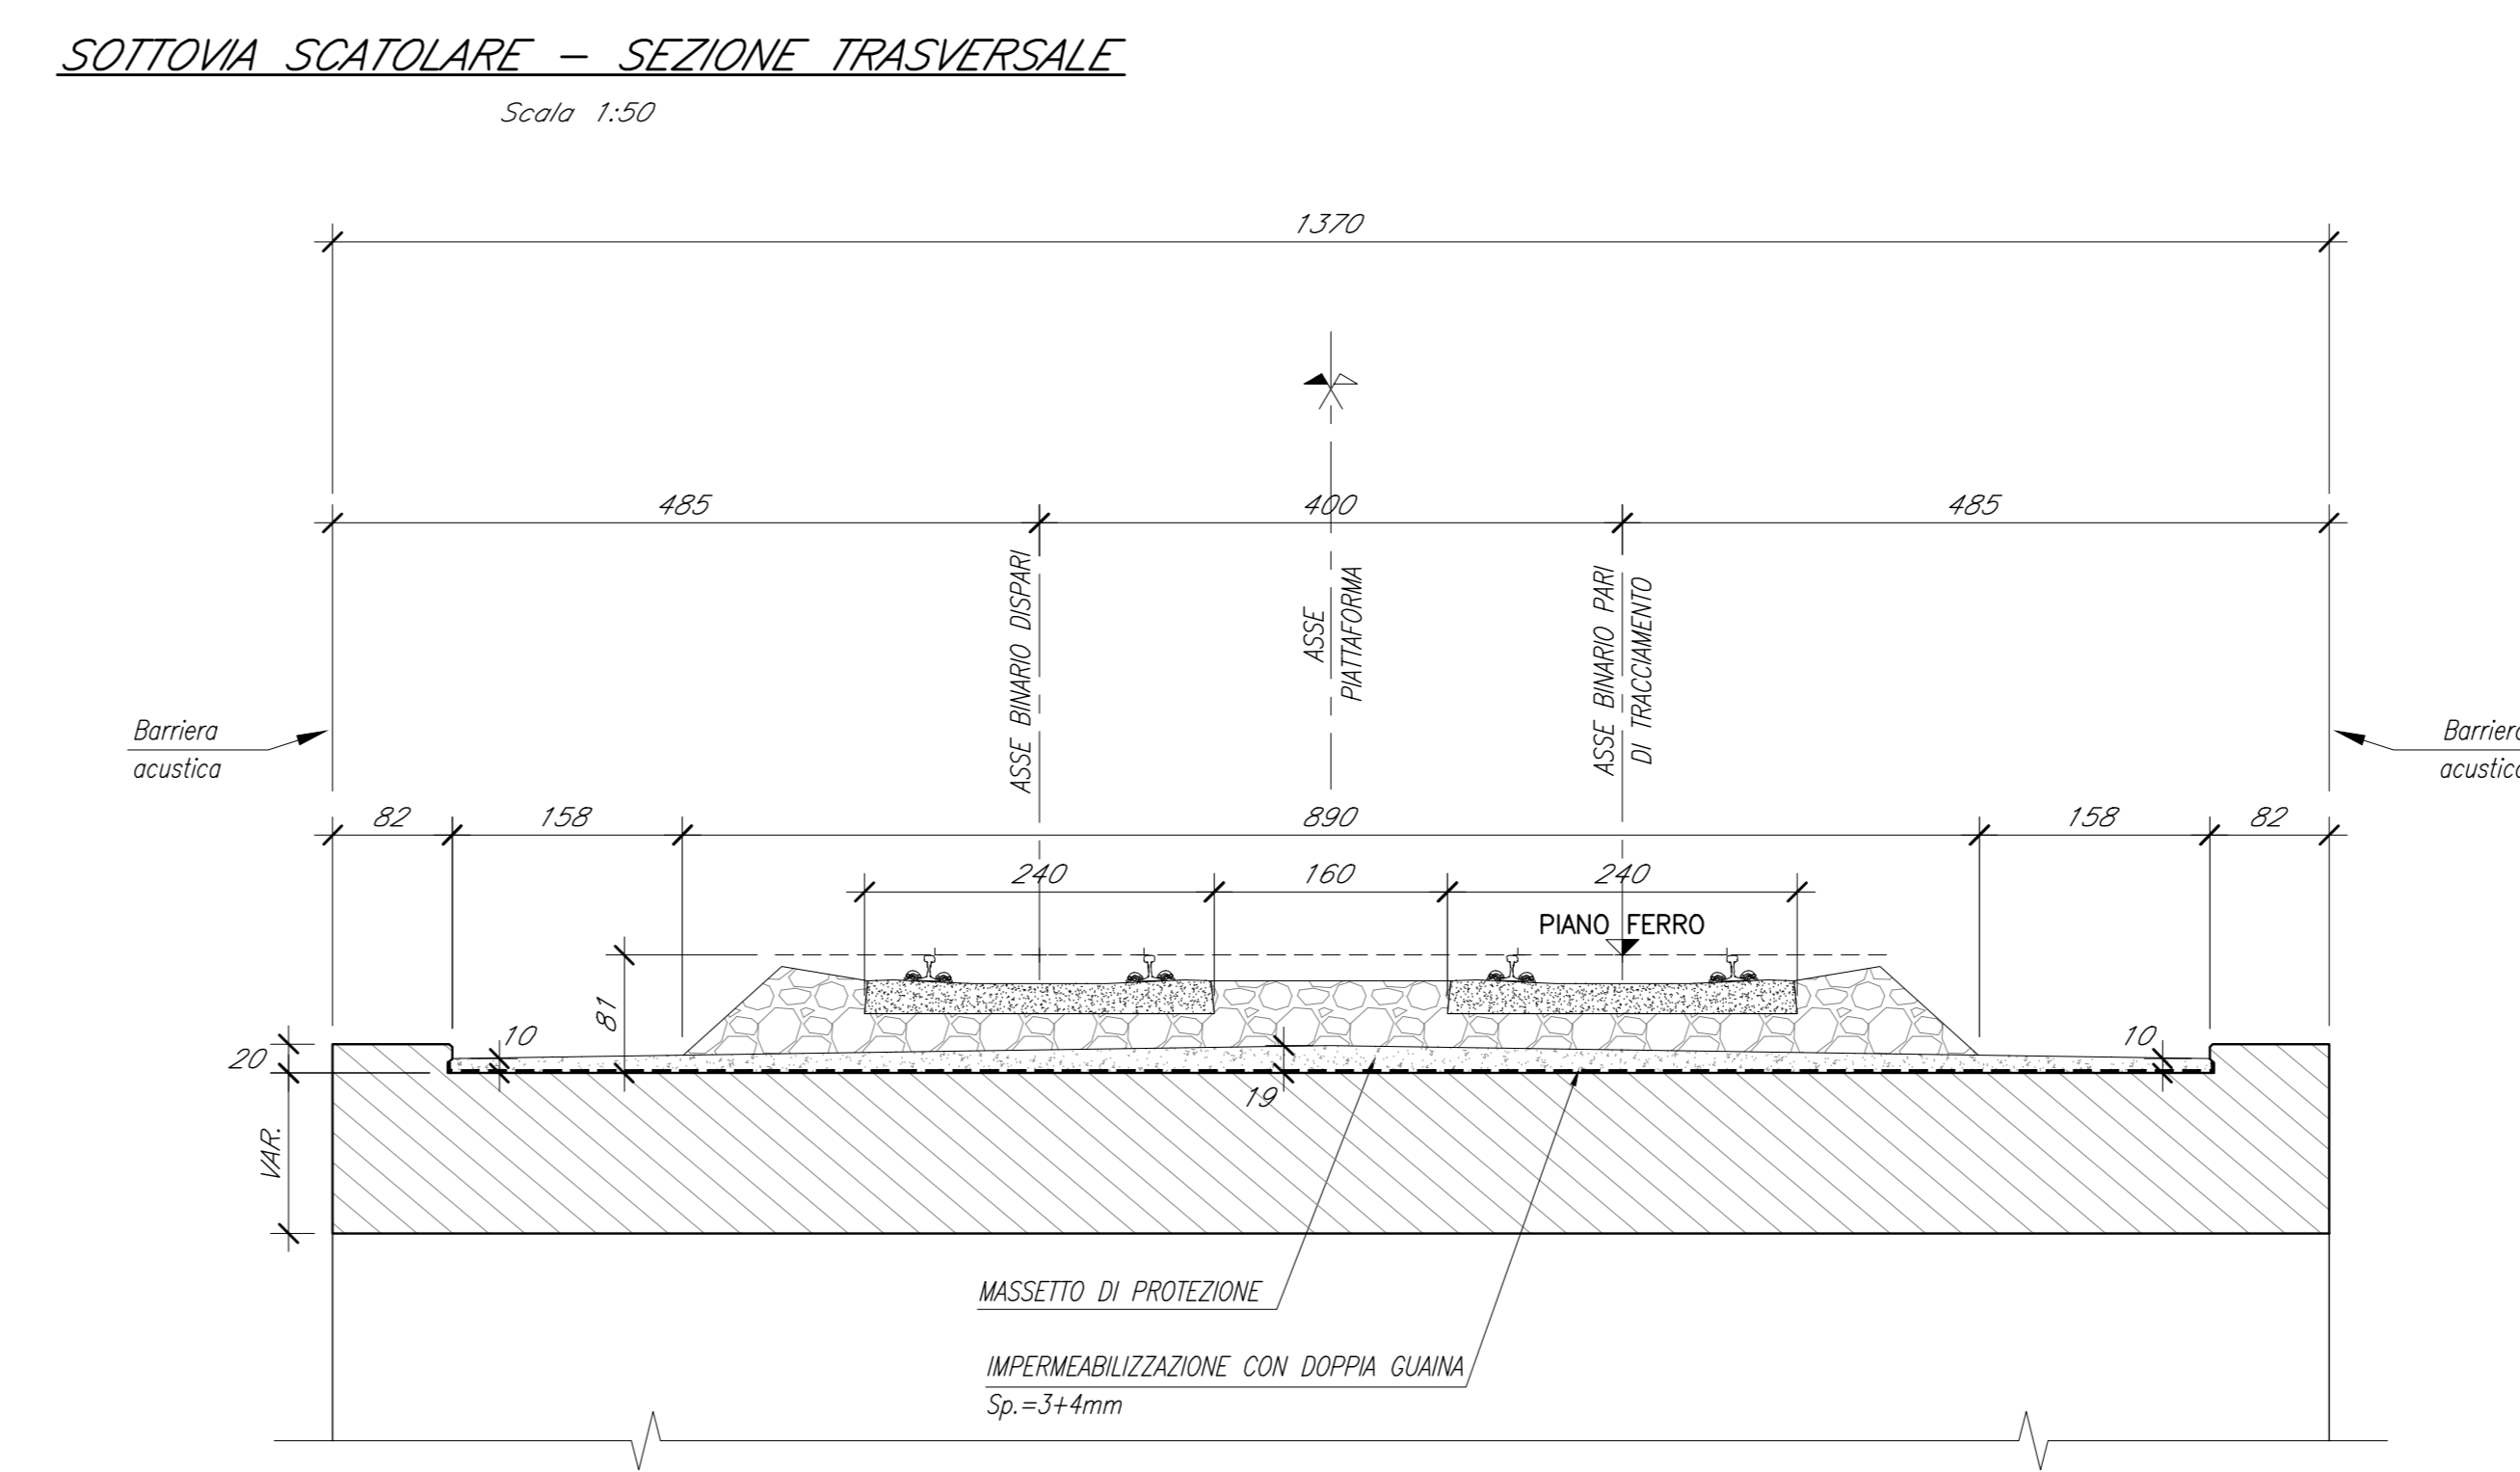 SOTTOVIA SCATOLARE – SEZIONE TRASVERSALE
Scala 1:50
1370
485
400
485
ASSE BINARIO DISPARI
ASSE
PIATTAFORMA
ASSE BINARIO PARI
DI TRACCIAMENTO
Barriera
acustica
Barriera
acustica
82
158
890
158
82
240
160
240
PIANO FERRO
81
10
20
10
19
VAR.
MASSETTO DI PROTEZIONE
IMPERMEABILIZZAZIONE CON DOPPIA GUAINA
Sp.=3+4mm